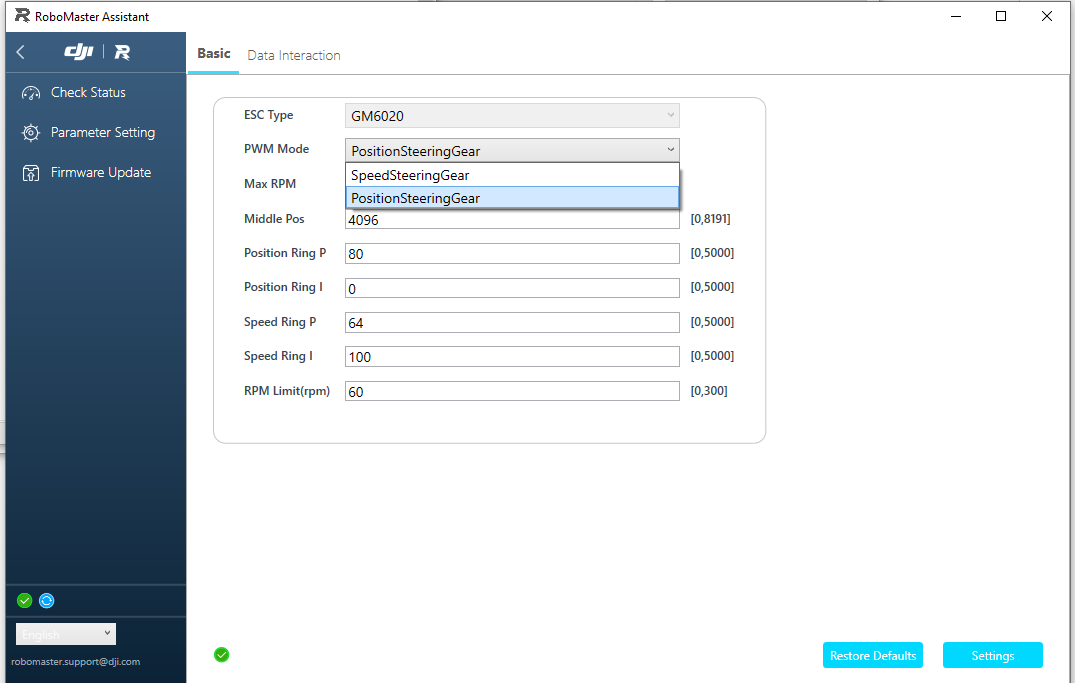 RoboMaster Assistant
dji
Basic
Data Interaction
Check Status
Parameter Setting
Firmware Update
ESC Type
GM6020
PWM Mode
PositionSteeringGear
SpeedSteeringGear
PositionSteeringGear
Max RPM
Middle Pos
4096
[0,8191]
Position Ring P
80
[0,5000]
Position Ring I
0
[0,5000]
Speed Ring P
64
[0,5000]
Speed Ring I
100
[0,5000]
RPM Limit(rpm)
60
[0,300]
English
robomaster.support@dji.com
Restore Defaults
Settings